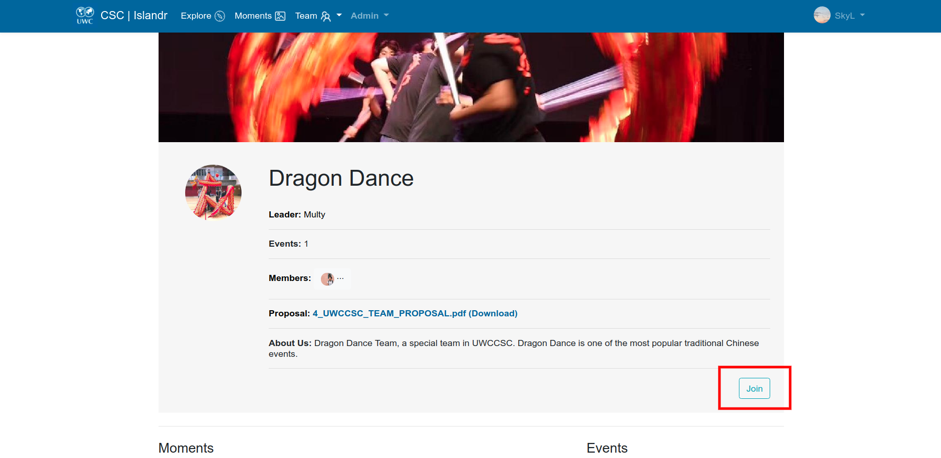 UWC CSC | Islandr Explore Moments Team Admin SkyL
Dragon Dance
Leader: Multy
Events: 1
Members: ...
Proposal: 4_UWCCSC_TEAM_PROPOSAL.pdf (Download)
About Us: Dragon Dance Team, a special team in UWCCSC. Dragon Dance is one of the most popular traditional Chinese
events.
Join
Moments Events